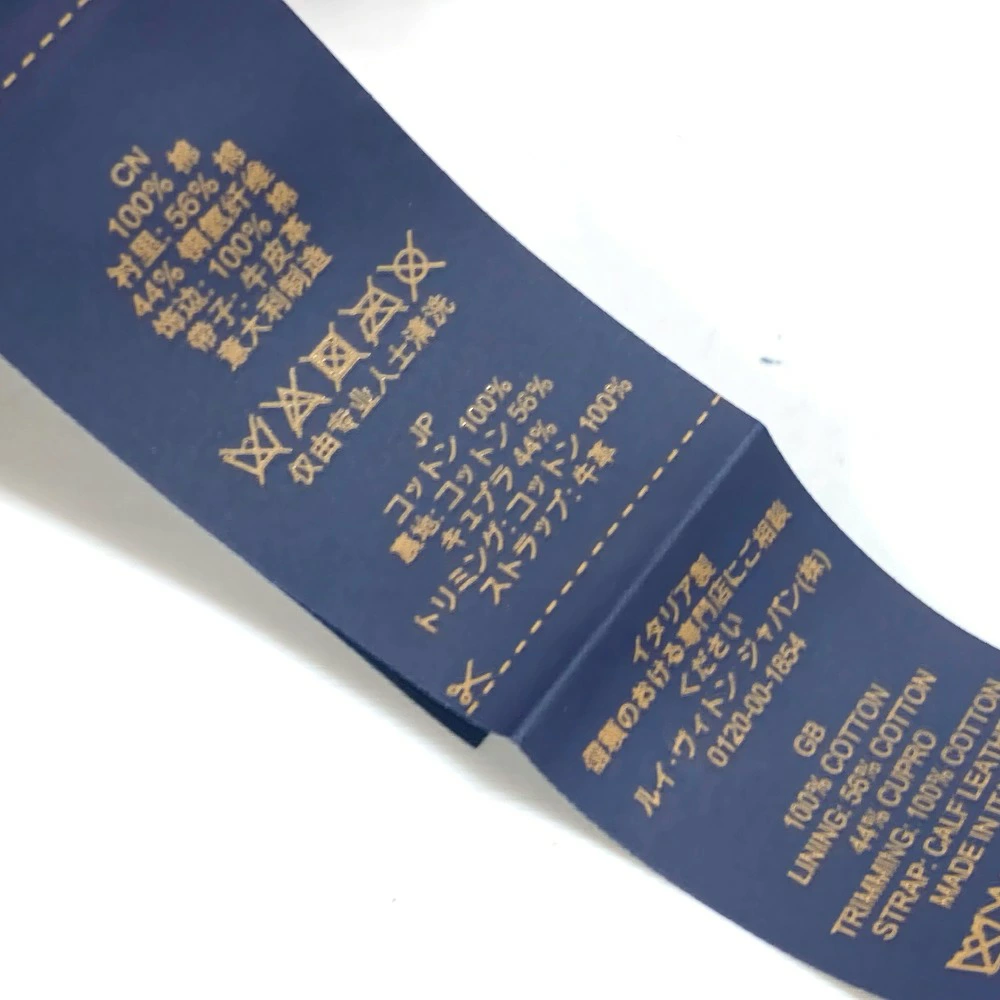 CN
100% 棉
衬里: 56% 棉
44% 铜氨纤维
镶边: 100% 棉
带子: 牛皮革
意大利制造
仅由专业人士清洗
JP
コットン 100%
裏地: コットン 56%
キュプラ 44%
トリミング: コットン 100%
ストラップ: 牛革
イタリア製
信頼のおける専門店にご相談
ください
ルイ・ヴィトン ジャパン(株)
0120-00-1854
GB
100% COTTON
LINING: 56% COTTON
44% CUPRO
TRIMMING: 100% COTTON
STRAP: CALF LEATH
MADE IN ITA